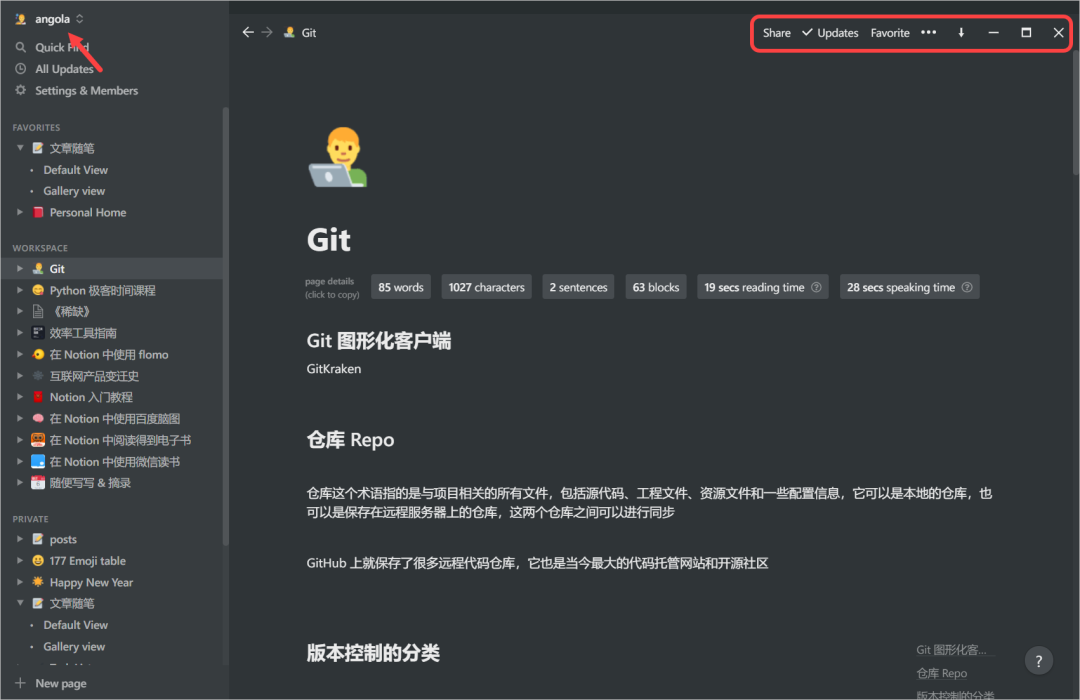 angola
Quick Find
All Updates
Settings & Members
FAVORITES
文章随笔
Default View
Gallery view
Personal Home
WORKSPACE
Git
Python 极客时间课程
《稀缺》
效率工具指南
在 Notion 中使用 flomo
互联网产品变迁史
Notion 入门教程
在 Notion 中使用百度脑图
在 Notion 中阅读得到电子书
在 Notion 中使用微信读书
随便写写 & 摘录
PRIVATE
posts
177 Emoji table
Happy New Year
文章随笔
Default View
Gallery view
New page
Git
Share
Updates
Favorite
Git
page details
(click to copy)
85 words
1027 characters
2 sentences
63 blocks
19 secs reading time
28 secs speaking time
Git 图形化客户端
GitKraken
仓库 Repo
仓库这个术语指的是与项目相关的所有文件，包括源代码、工程文件、资源文件和一些配置信息，它可以是本地的仓库，也
可以是保存在远程服务器上的仓库，这两个仓库之间可以进行同步
GitHub 上就保存了很多远程代码仓库，它也是当今最大的代码托管网站和开源社区
版本控制的分类
Git 图形化客...
仓库 Repo
版本控制的分类
?